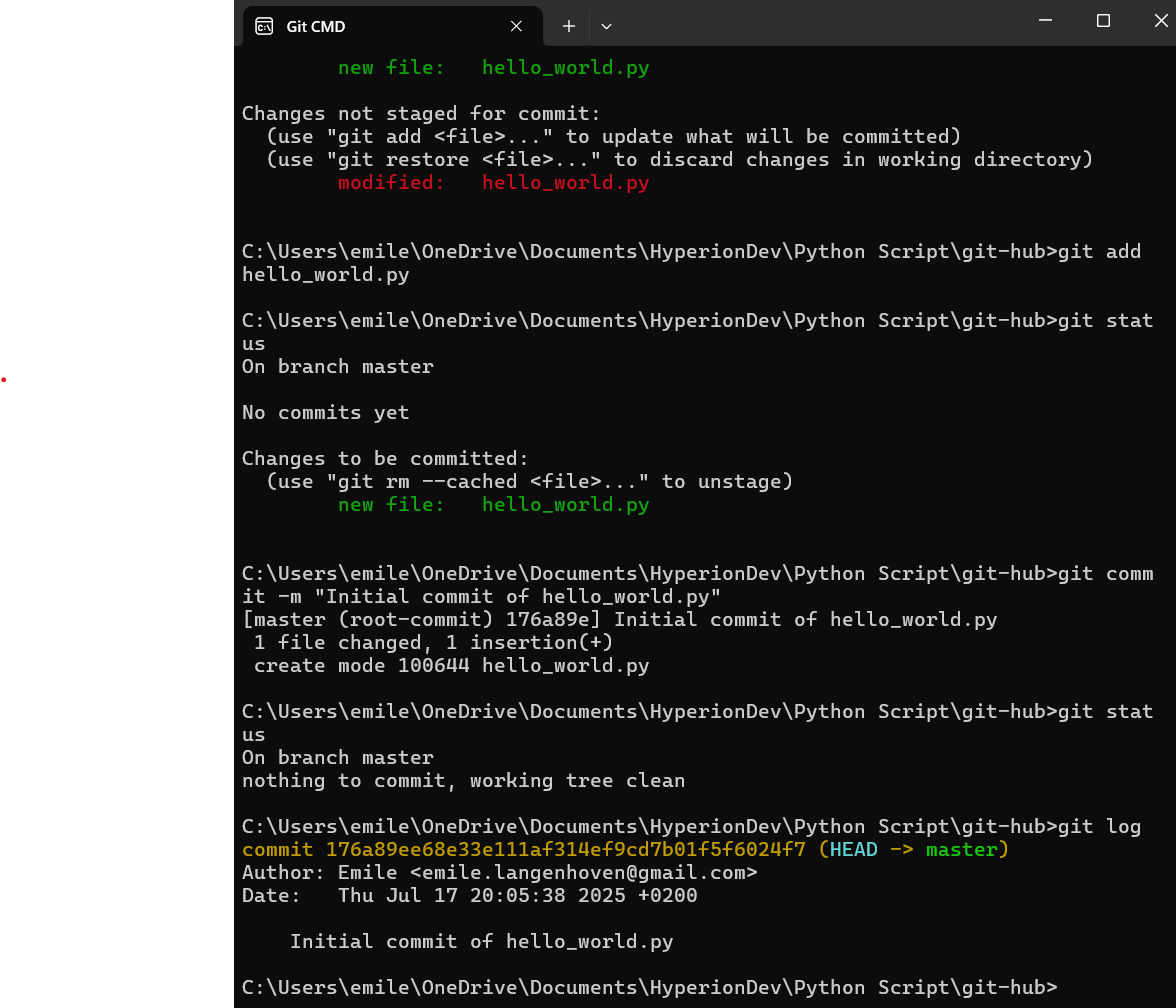 Git CMD
        new file:   hello_world.py
Changes not staged for commit:
  (use "git add <file>..." to update what will be committed)
  (use "git restore <file>..." to discard changes in working directory)
        modified:   hello_world.py
C:\Users\emile\OneDrive\Documents\HyperionDev\Python Script\git-hub>git add
hello_world.py
C:\Users\emile\OneDrive\Documents\HyperionDev\Python Script\git-hub>git stat
us
On branch master
No commits yet
Changes to be committed:
  (use "git rm --cached <file>..." to unstage)
        new file:   hello_world.py
C:\Users\emile\OneDrive\Documents\HyperionDev\Python Script\git-hub>git comm
it -m "Initial commit of hello_world.py"
[master (root-commit) 176a89e] Initial commit of hello_world.py
 1 file changed, 1 insertion(+)
 create mode 100644 hello_world.py
C:\Users\emile\OneDrive\Documents\HyperionDev\Python Script\git-hub>git stat
us
On branch master
nothing to commit, working tree clean
C:\Users\emile\OneDrive\Documents\HyperionDev\Python Script\git-hub>git log
commit 176a89ee68e33e111af314ef9cd7b01f5f6024f7 (HEAD -> master)
Author: Emile <emile.langenhoven@gmail.com>
Date:   Thu Jul 17 20:05:38 2025 +0200
    Initial commit of hello_world.py
C:\Users\emile\OneDrive\Documents\HyperionDev\Python Script\git-hub>